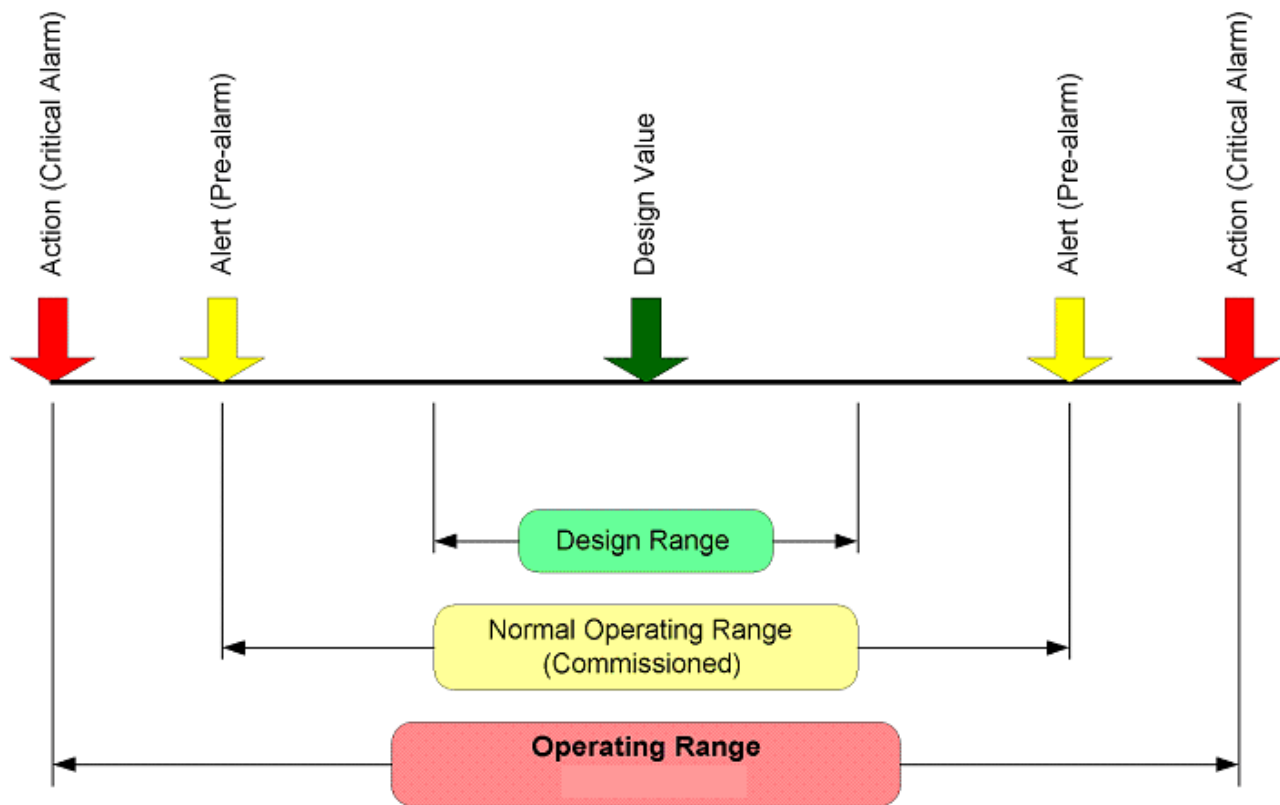 Action (Critical Alarm)
Alert (Pre-alarm)
Design Value
Alert (Pre-alarm)
Action (Critical Alarm)
Design Range
Normal Operating Range
(Commissioned)
Operating Range